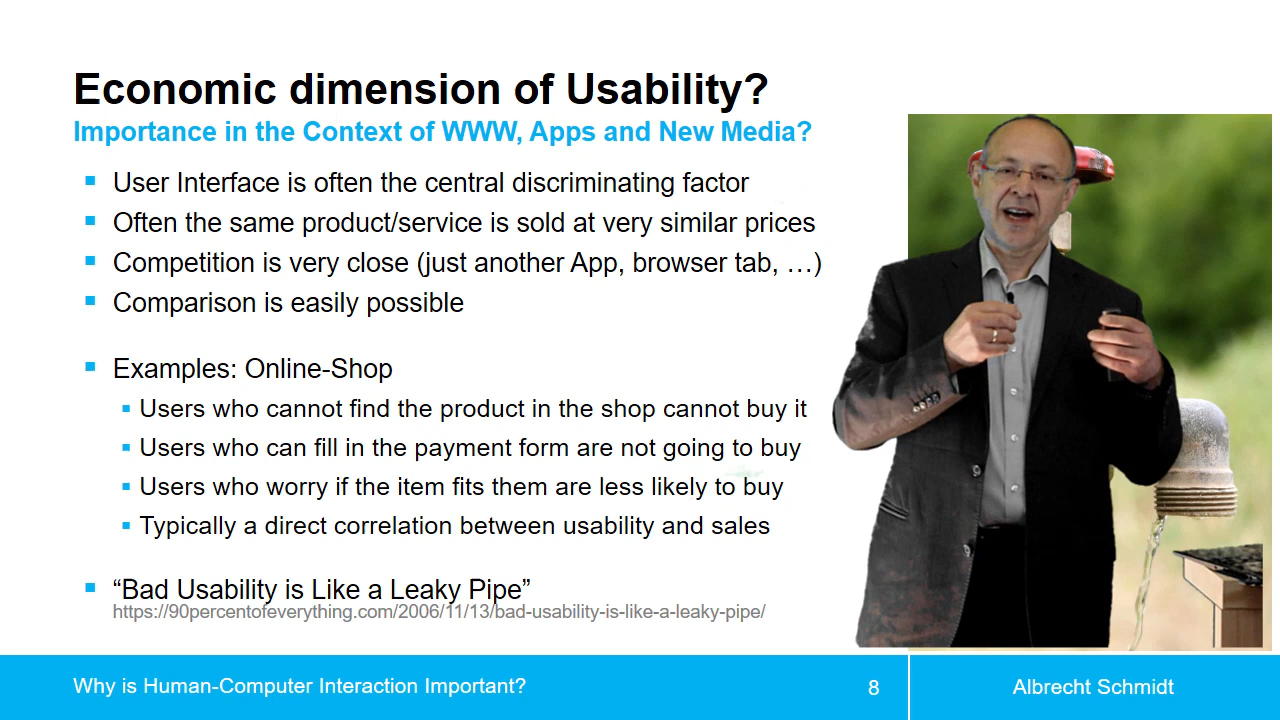 Economic dimension of Usability?
Importance in the Context of WWW, Apps and New Media?
User Interface is often the central discriminating factor
Often the same product/service is sold at very similar prices
Competition is very close (just another App, browser tab, …)
Comparison is easily possible
Examples: Online-Shop
Users who cannot find the product in the shop cannot buy it
Users who can fill in the payment form are not going to buy
Users who worry if the item fits them are less likely to buy
Typically a direct correlation between usability and sales
“Bad Usability is Like a Leaky Pipe”
https://90percentofeverything.com/2006/11/13/bad-usability-is-like-a-leaky-pipe/
Why is Human-Computer Interaction Important?
8
Albrecht Schmidt